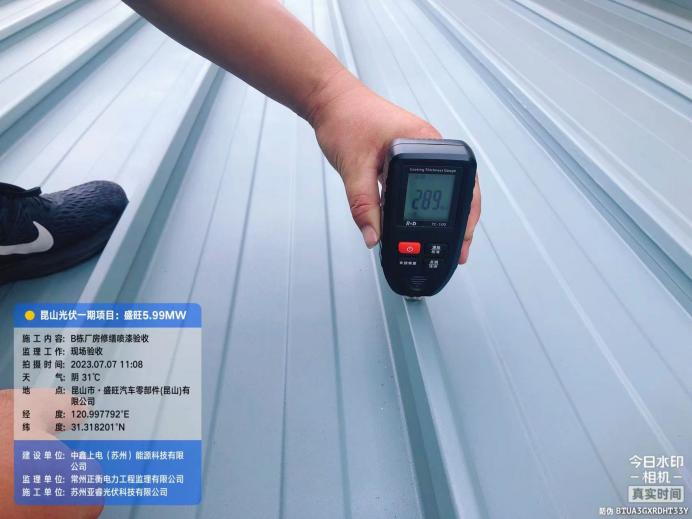 Coating Thickness Gauge
289
R&D TC-100
昆山光伏一期项目：盛旺5.99MW
施工内容: B栋厂房修缮喷漆验收
监理工作: 现场验收
拍摄时间: 2023.07.07 11:08
天 气: 阴 31℃
地 点: 昆山市·盛旺汽车零部件(昆山)有
限公司
经 度: 120.997792°E
纬 度: 31.318201°N
建设单位: 中鑫上电（苏州）能源科技有限
公司
监理单位: 常州正衡电力工程监理有限公司
施工单位: 苏州亚睿光伏科技有限公司
今日水印
-相机-
真实时间
防伪 BTUA3GXRDHT33Y